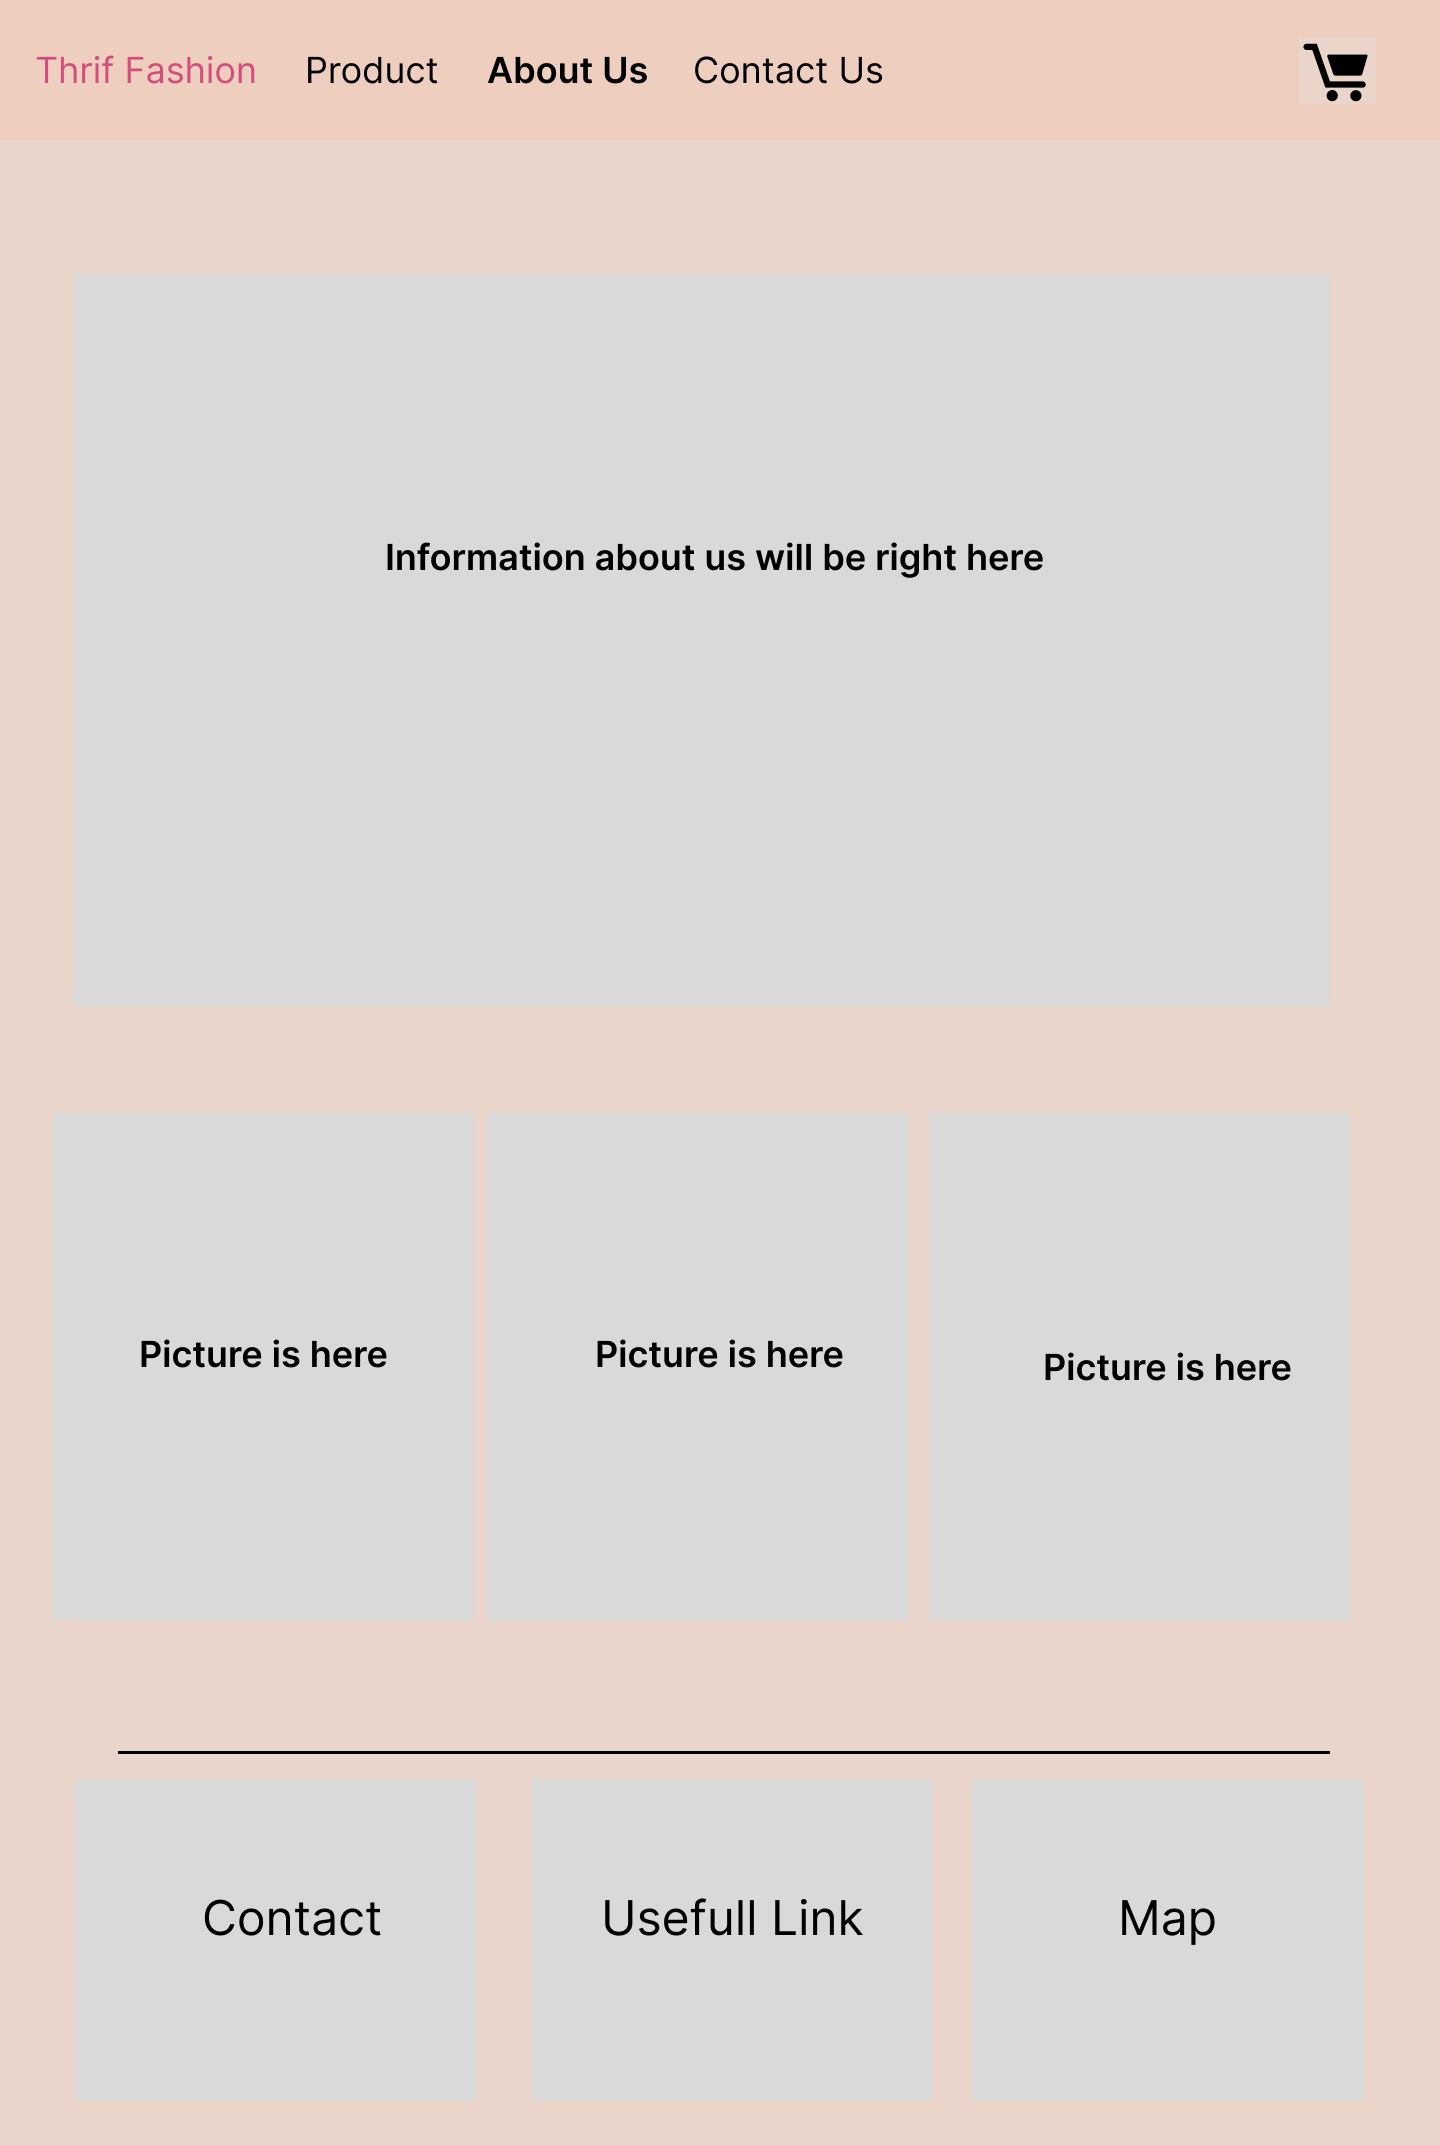 Thrif Fashion Product About Us Contact Us
Information about us will be right here
Picture is here
Picture is here
Picture is here
Contact
Usefull Link
Map